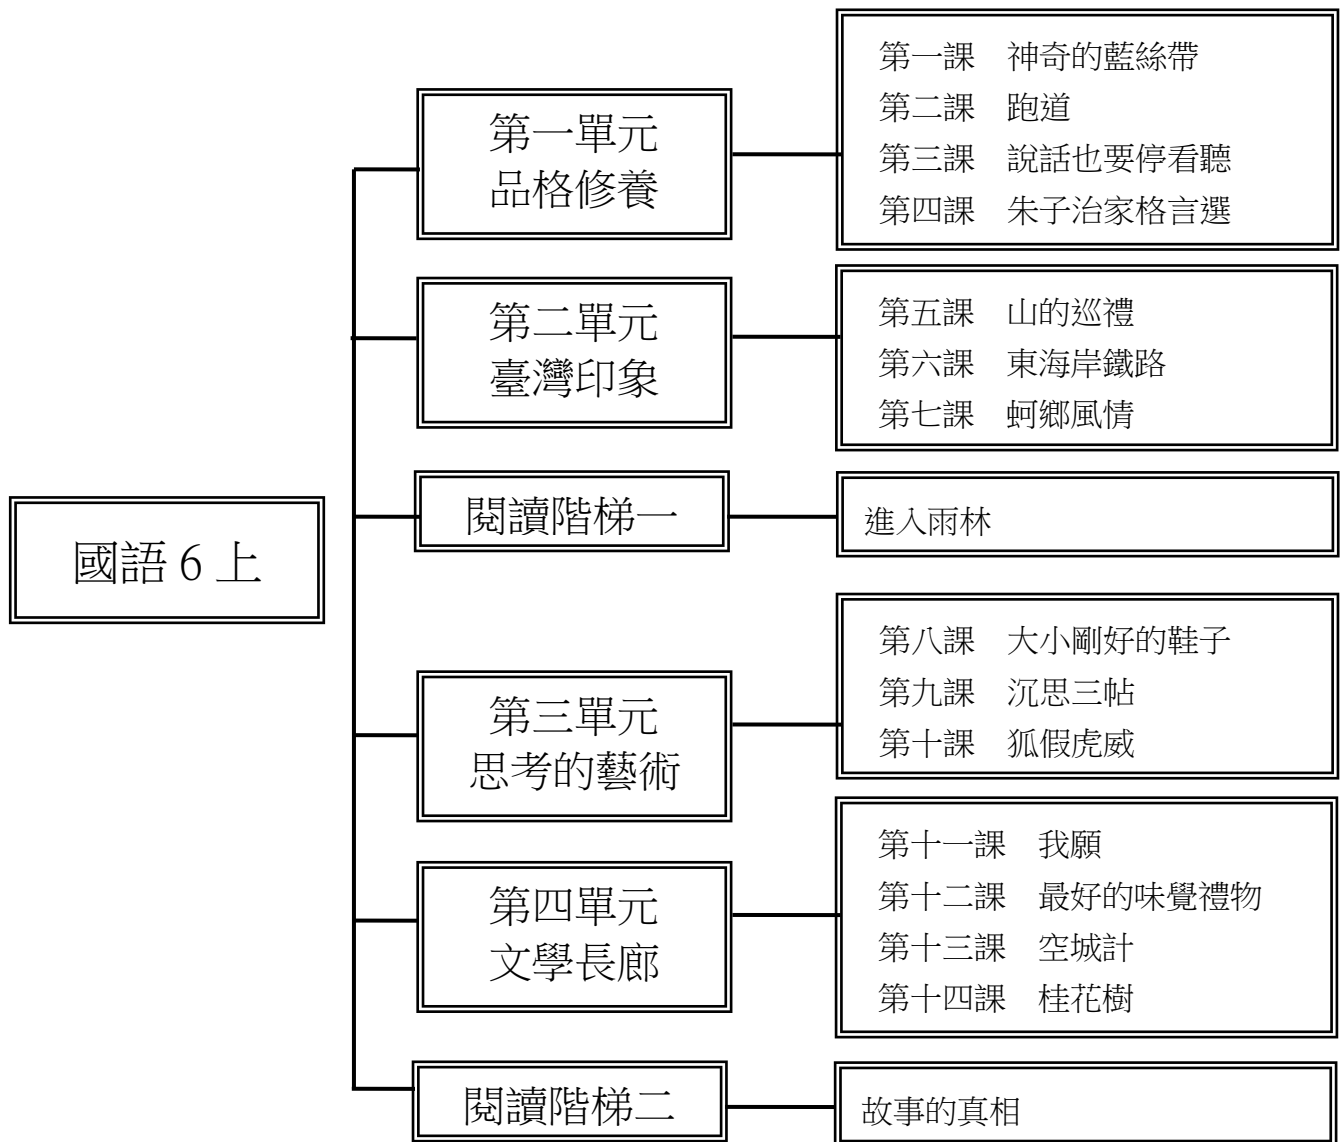 國語 6 上
第一單元
品格修養
第一課　神奇的藍絲帶
第二課　跑道
第三課　說話也要停看聽
第四課　朱子治家格言選
第二單元
臺灣印象
第五課　山的巡禮
第六課　東海岸鐵路
第七課　蚵鄉風情
閱讀階梯一
進入雨林
第三單元
思考的藝術
第八課　大小剛好的鞋子
第九課　沉思三帖
第十課　狐假虎威
第四單元
文學長廊
第十一課　我願
第十二課　最好的味覺禮物
第十三課　空城計
第十四課　桂花樹
閱讀階梯二
故事的真相